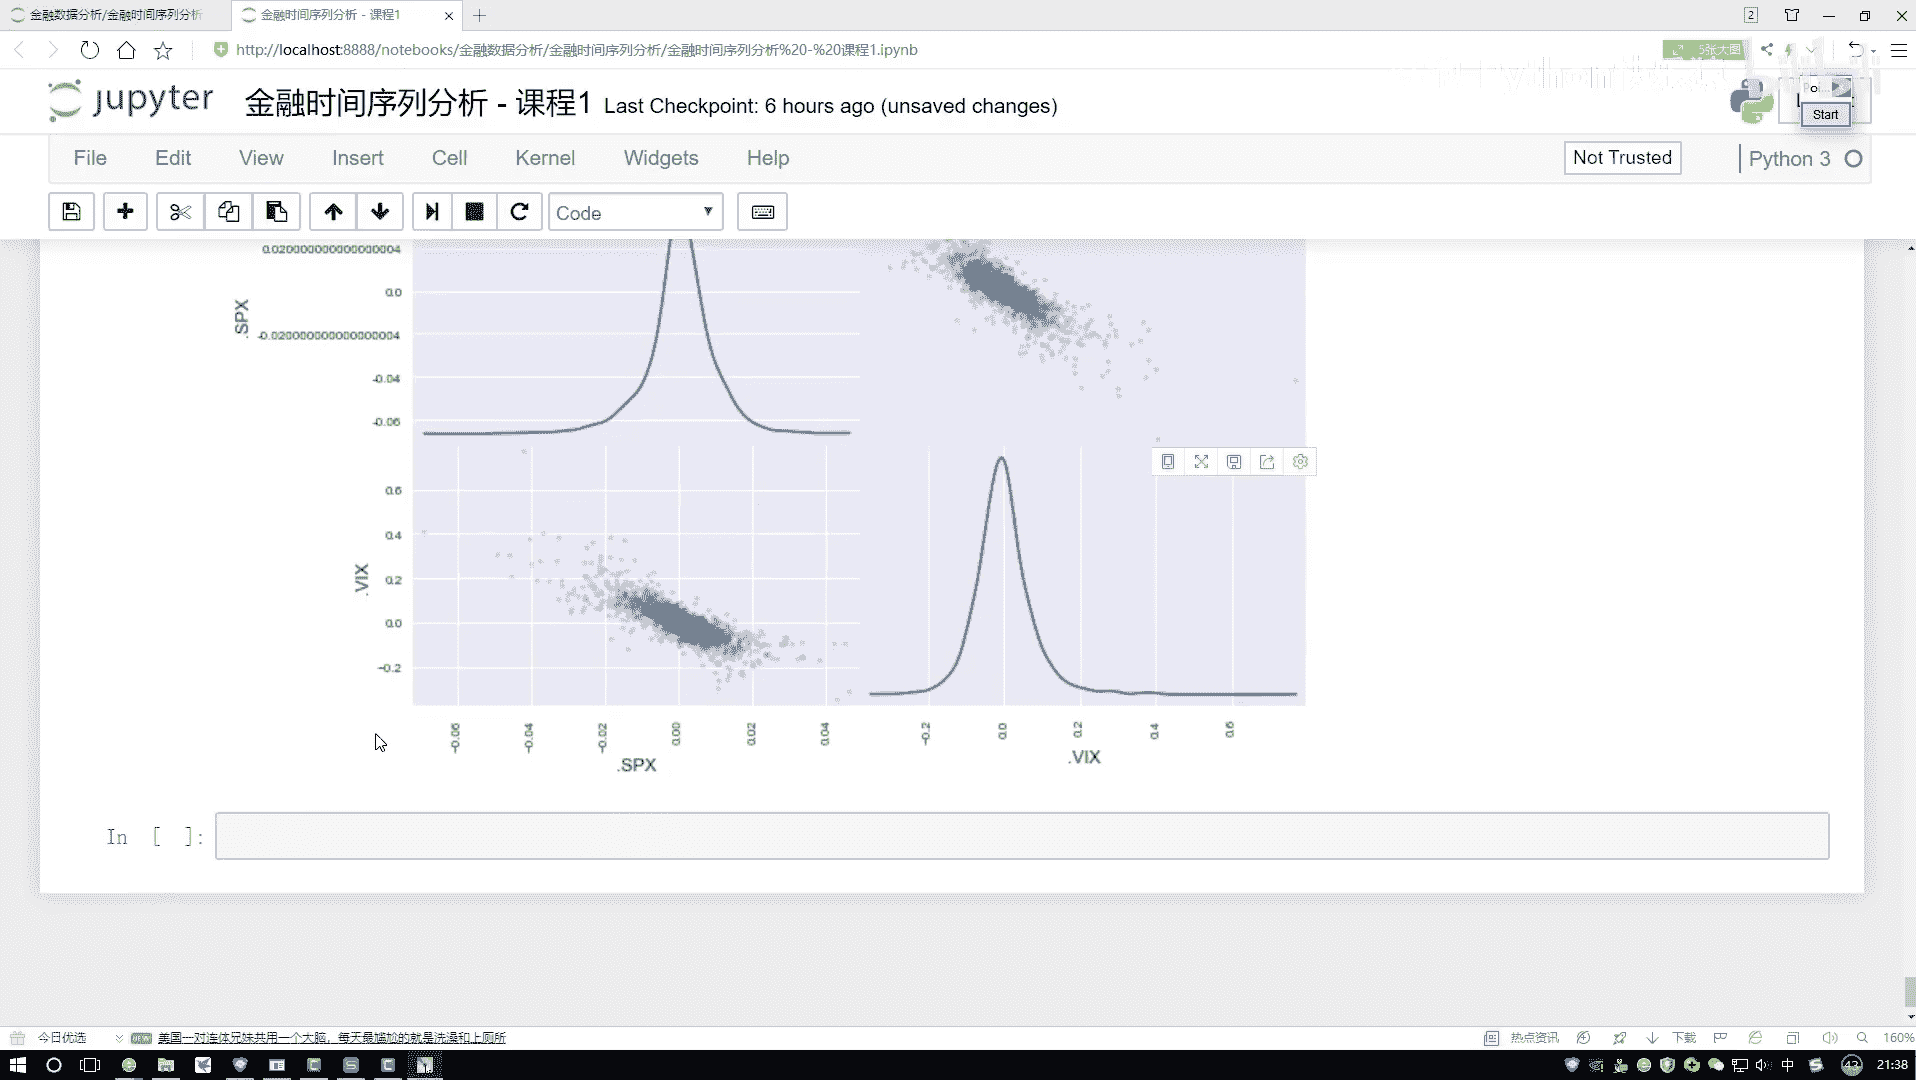 金融数据分析/金融时间序列分析
金融时间序列分析 - 课程1
2
http://localhost:8888/notebooks/金融数据分析/金融时间序列分析/金融时间序列分析%20-%20课程1.ipynb
5张大图
jupyter
金融时间序列分析 - 课程1 Last Checkpoint: 6 hours ago (unsaved changes)
Start
File Edit View Insert Cell Kernel Widgets Help
Not Trusted
Python 3
Code
0.020000000000000004
0.0
-0.020000000000000004
-0.04
-0.06
.SPX
0.6
0.4
0.2
0.0
-0.2
.VIX
-0.06 -0.04 -0.02 0.00 0.02 0.04
-0.2 0.0 0.2 0.4 0.6
.SPX
.VIX
In [ ]:
今日优选
美国一对连体兄妹共用一个大脑，每天最尴尬的就是洗澡和上厕所
热点资讯
下载
160%
中
43
21:38